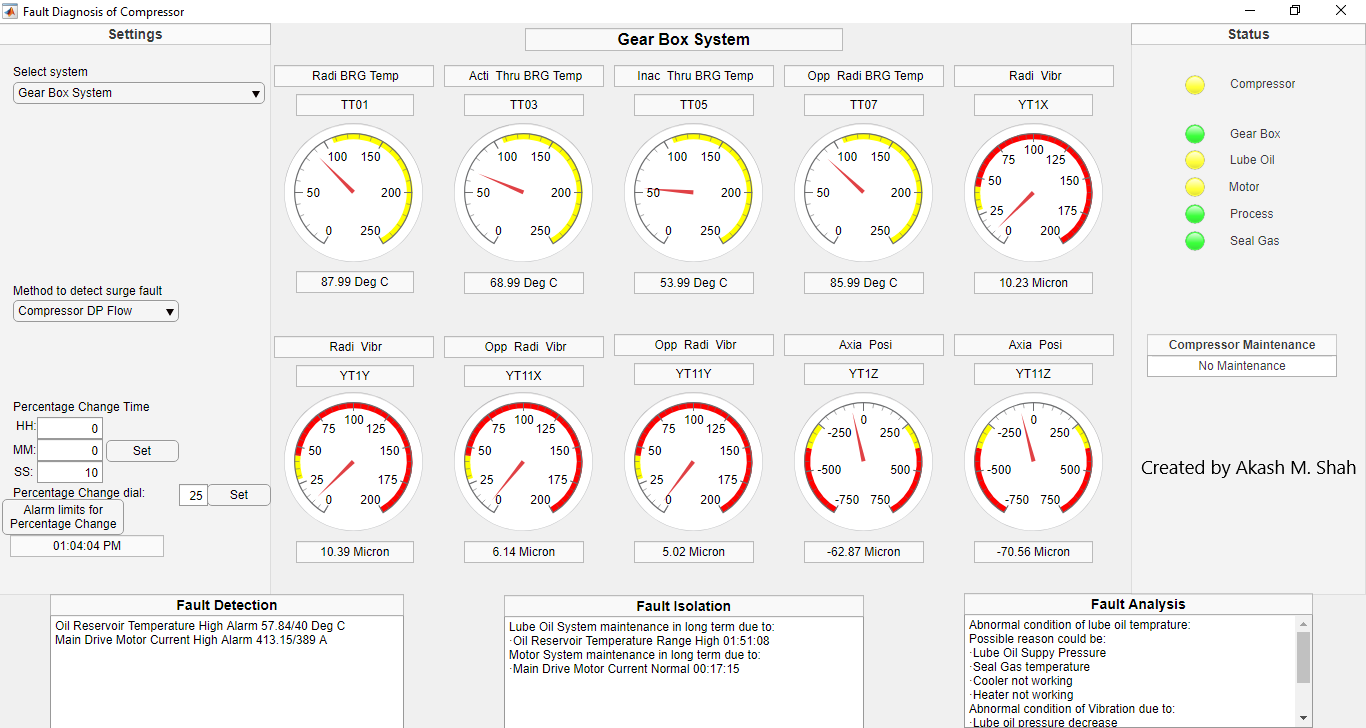 Fault Diagnosis of Compressor
Settings
Select system
Gear Box System
Method to detect surge fault
Compressor DP Flow
Percentage Change Time
HH: 0
MM: 0 Set
SS: 10
Percentage Change dial: 25 Set
Alarm limits for
Percentage Change
01:04:04 PM
Gear Box System
Radi BRG Temp
TT01
0 50 100 150 200 250
87.99 Deg C
Acti Thru BRG Temp
TT03
0 50 100 150 200 250
68.99 Deg C
Inac Thru BRG Temp
TT05
0 50 100 150 200 250
53.99 Deg C
Opp Radi BRG Temp
TT07
0 50 100 150 200 250
85.99 Deg C
Radi Vibr
YT1X
0 25 50 75 100 125 150 175 200
10.23 Micron
Radi Vibr
YT1Y
0 25 50 75 100 125 150 175 200
10.39 Micron
Opp Radi Vibr
YT11X
0 25 50 75 100 125 150 175 200
6.14 Micron
Opp Radi Vibr
YT11Y
0 25 50 75 100 125 150 175 200
5.02 Micron
Axia Posi
YT1Z
-750 -500 -250 0 250 500 750
-62.87 Micron
Axia Posi
YT11Z
-750 -500 -250 0 250 500 750
-70.56 Micron
Status
Compressor
Gear Box
Lube Oil
Motor
Process
Seal Gas
Compressor Maintenance
No Maintenance
Created by Akash M. Shah
Fault Detection
Oil Reservoir Temperature High Alarm 57.84/40 Deg C
Main Drive Motor Current High Alarm 413.15/389 A
Fault Isolation
Lube Oil System maintenance in long term due to:
·Oil Reservoir Temperature Range High 01:51:08
Motor System maintenance in long term due to:
·Main Drive Motor Current Normal 00:17:15
Fault Analysis
Abnormal condition of lube oil temprature:
Possible reason could be:
·Lube Oil Suppy Pressure
·Seal Gas temperature
·Cooler not working
·Heater not working
Abnormal condition of Vibration due to:
·Lube oil pressure decrease